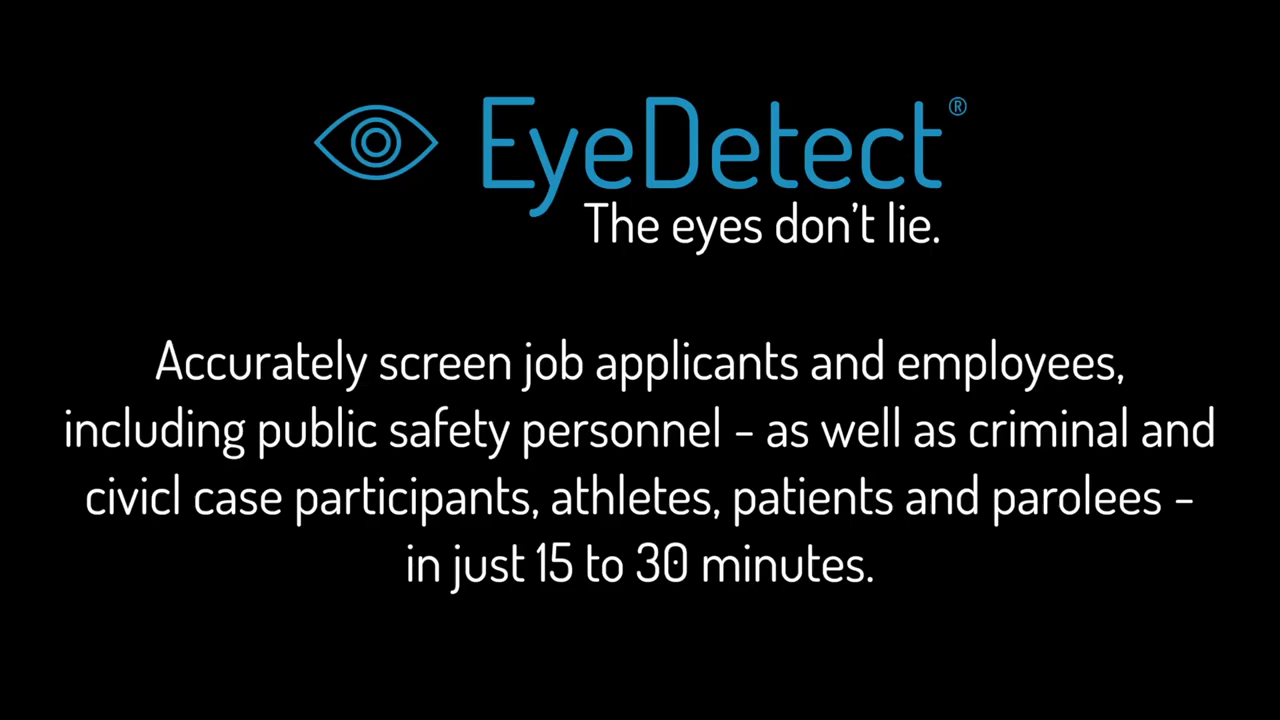 EyeDetect®
The eyes don't lie.
Accurately screen job applicants and employees,
including public safety personnel - as well as criminal and
civicl case participants, athletes, patients and parolees -
in just 15 to 30 minutes.